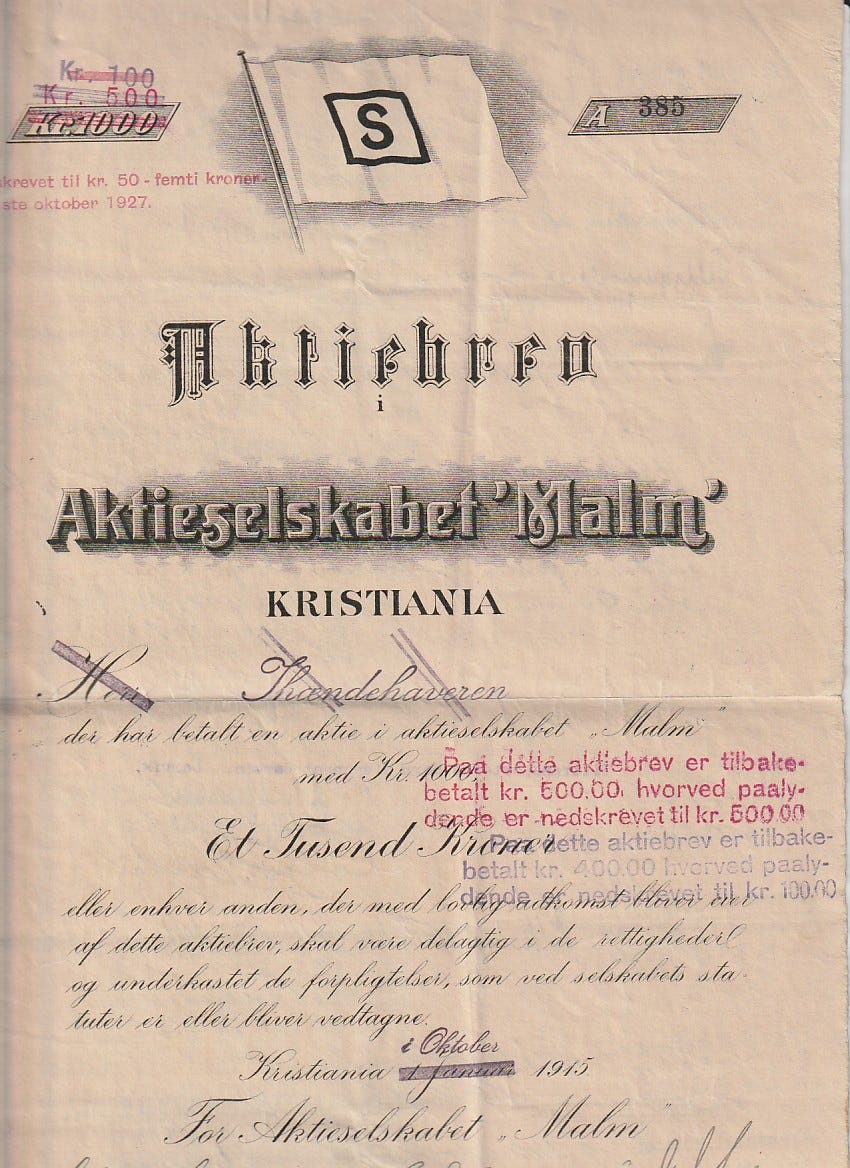 Kr. 100
Kr. 500
Kr. 1000
S
A 385
skrevet til kr. 50 - femti kroner
ste oktober 1927.
Aktiebrev
i
Aktieselskabet 'Malm'
KRISTIANIA
Herr Ihændehaveren
der har betalt en aktie i aktieselskabet „Malm”
med Kr. 1000,
Paa dette aktiebrev er tilbake-
betalt kr. 500.00. hvorved paaly-
dende er nedskrevet til kr. 500.00
Et Tusend Kroner
Paa dette aktiebrev er tilbake-
betalt kr. 400.00 hvorved paaly-
dende er nedskrevet til kr. 100.00
eller enhver anden, der med lovlig adkomst bliver eier
af dette aktiebrev, skal være delagtig i de rettigheder
og underkastet de forpligtelser, som ved selskabets sta-
tuter er eller bliver vedtagne.
i Oktober
Kristiania 1 Januar 1915
For Aktieselskabet „Malm”